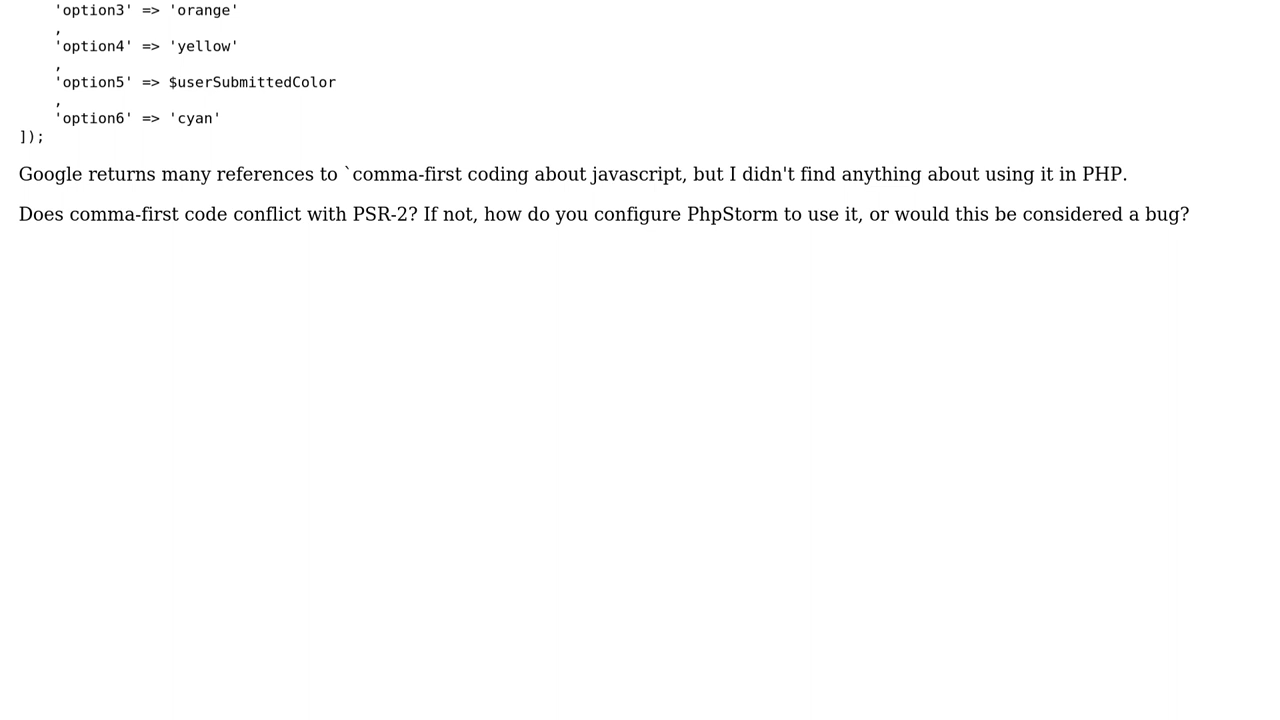 'option3' => 'orange'
,
'option4' => 'yellow'
,
'option5' => $userSubmittedColor
,
'option6' => 'cyan'
]);
Google returns many references to `comma-first coding about javascript, but I didn't find anything about using it in PHP.
Does comma-first code conflict with PSR-2? If not, how do you configure PhpStorm to use it, or would this be considered a bug?